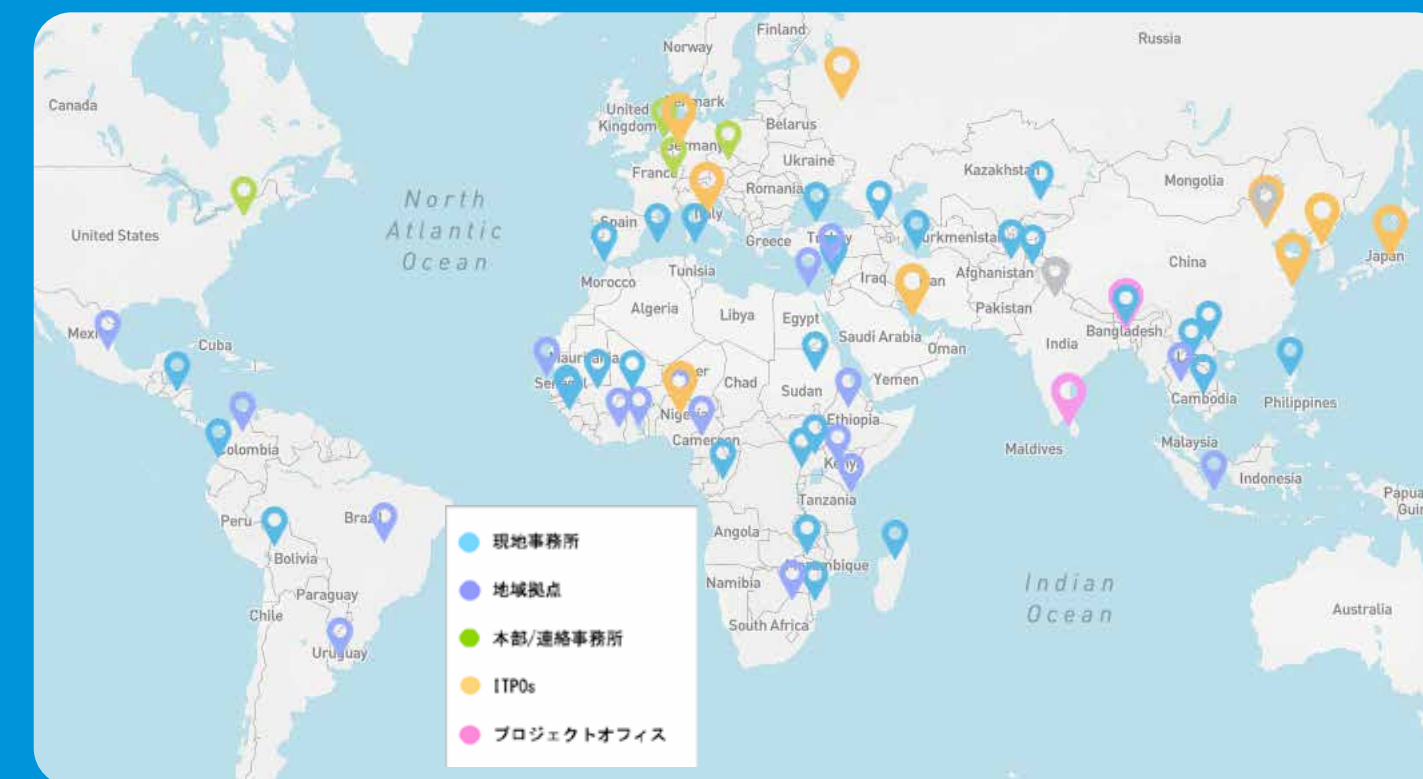 Finland
Norway
Russia
Canada
United
Kingdom
Belarus
Germany
Ukraine
France
Kazakhstan
Mongolia
Romania
North
Atlantic
Ocean
United States
Spain
Italy
Greece
Turkmenistan
China
Japan
Tunisia
Morocco
Iraq
Afghanistan
Algeria
Libya
Egypt
Pakistan
Bangladesh
India
Saudi Arabia
Oman
Cuba
Mauritania
Chad
Sudan
Yemen
Cambodia
Philippines
Nigeria
Ethiopia
Cameroon
Colombia
Maldives
Malaysia
Kenya
Indonesia
Tanzania
Papua
Peru
Brazil
Angola
Bolivia
Mozambique
Namibia
Indian
Ocean
Paraguay
Chile
South Africa
Australia
Uruguay
現地事務所
地域拠点
本部/連絡事務所
ITPOs
プロジェクトオフィス